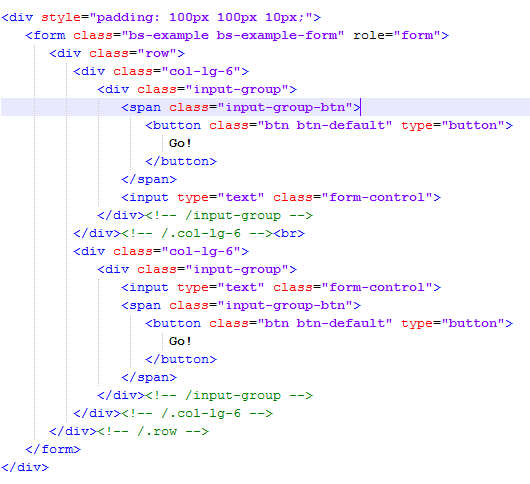 <div style="padding: 100px 100px 10px;">
<form class="bs-example bs-example-form" role="form">
<div class="row">
<div class="col-lg-6">
<div class="input-group">
<span class="input-group-btn">
<button class="btn btn-default" type="button">
Go!
</button>
</span>
<input type="text" class="form-control">
</div><!-- /input-group -->
</div><!-- /.col-lg-6 --><br>
<div class="col-lg-6">
<div class="input-group">
<input type="text" class="form-control">
<span class="input-group-btn">
<button class="btn btn-default" type="button">
Go!
</button>
</span>
</div><!-- /input-group -->
</div><!-- /.col-lg-6 -->
</div><!-- /.row -->
</form>
</div>